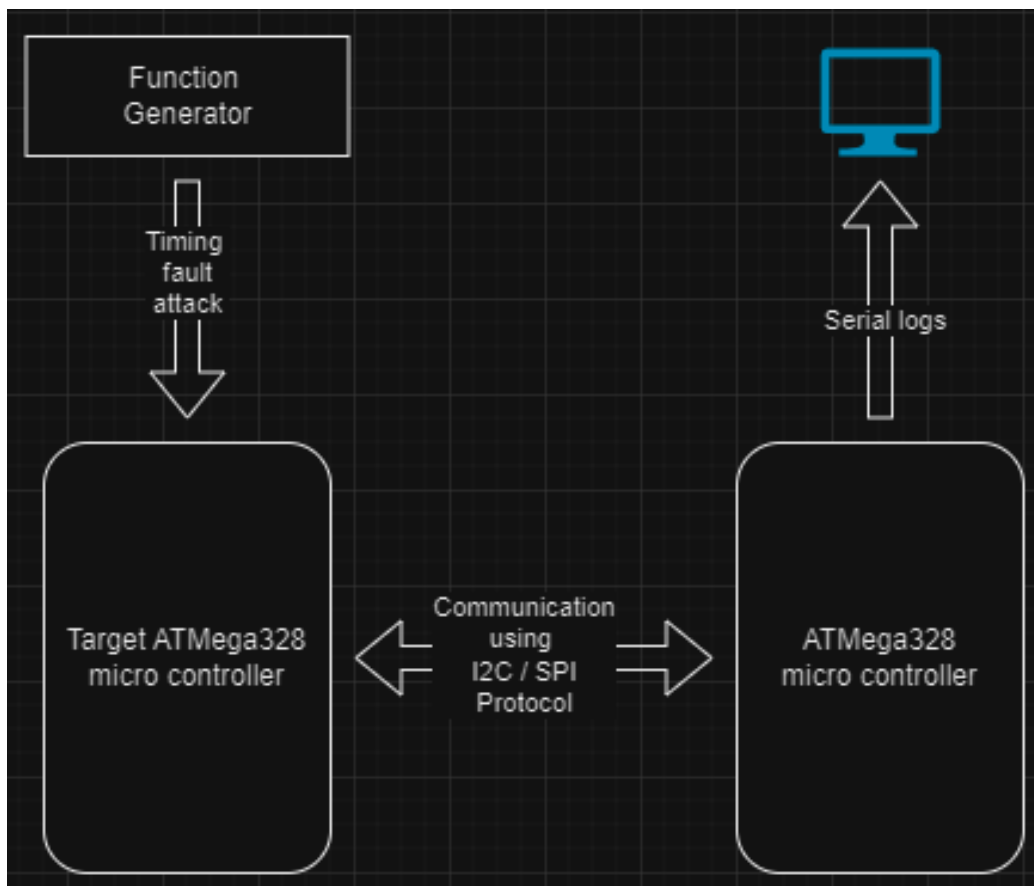 Function
Generator
Timing
fault
attack
Serial logs
Target ATMega328
micro controller
Communication
using
I2C / SPI
Protocol
ATMega328
micro controller